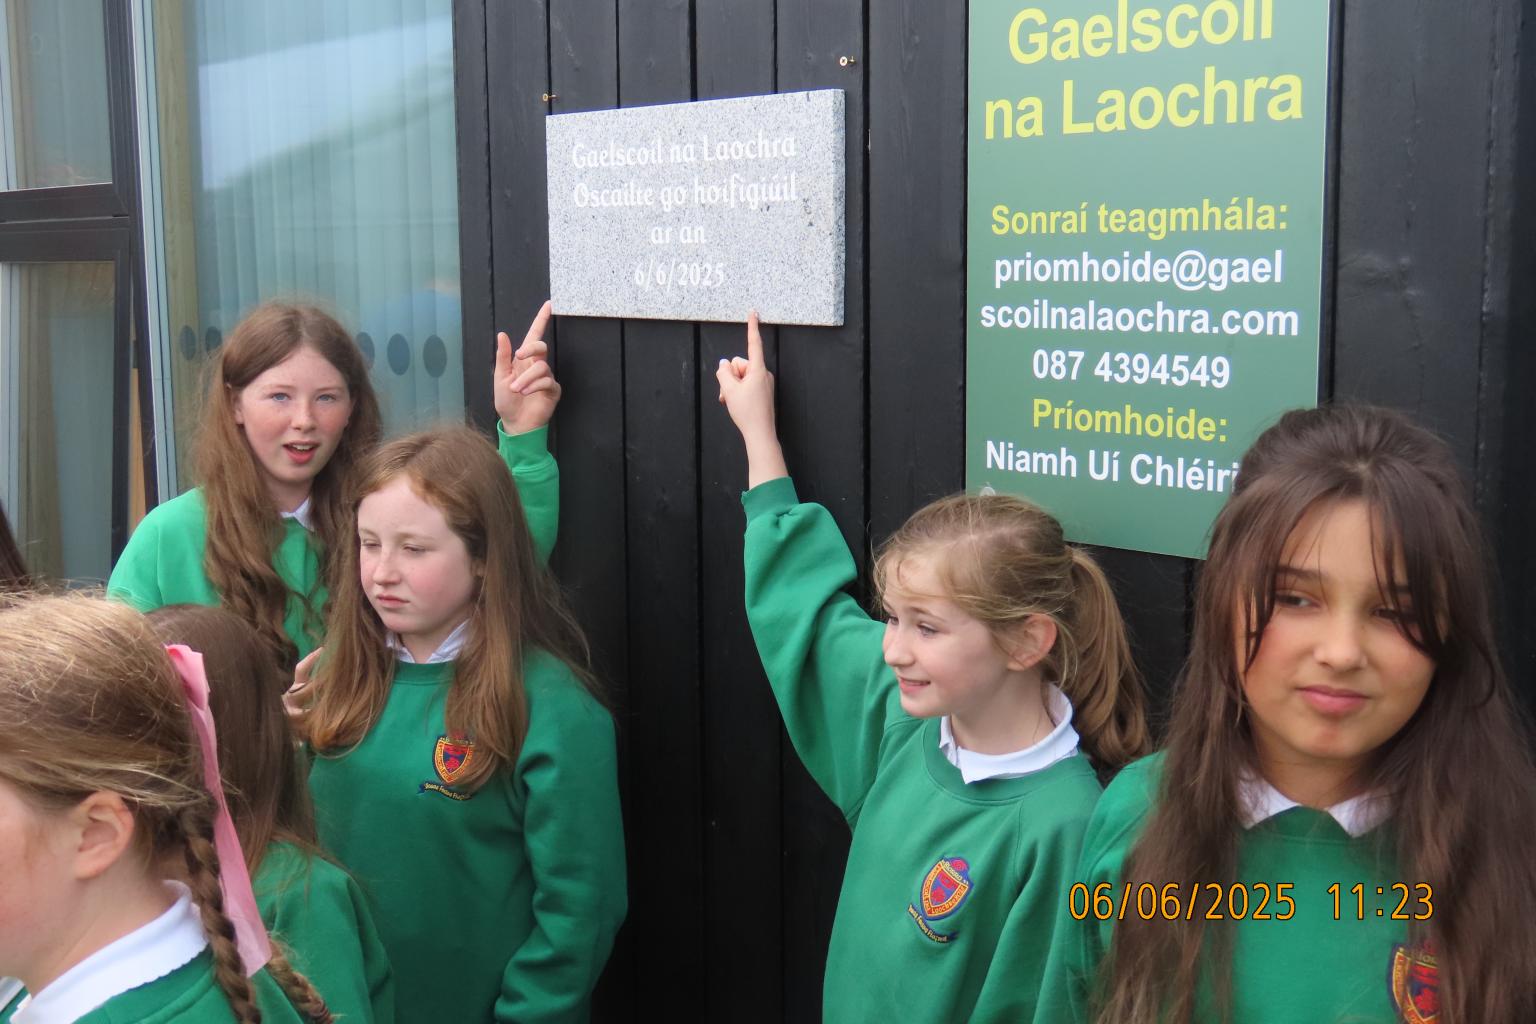 Gaelscoil na Laochra
Oscailte go hoifigiúil
ar an
6/6/2025
Gaelscoil
na Laochra
Sonraí teagmhála:
priomhoide@gael
scoilnalaochra.com
087 4394549
Príomhoide:
Niamh Uí Chléiri
06/06/2025 11:23